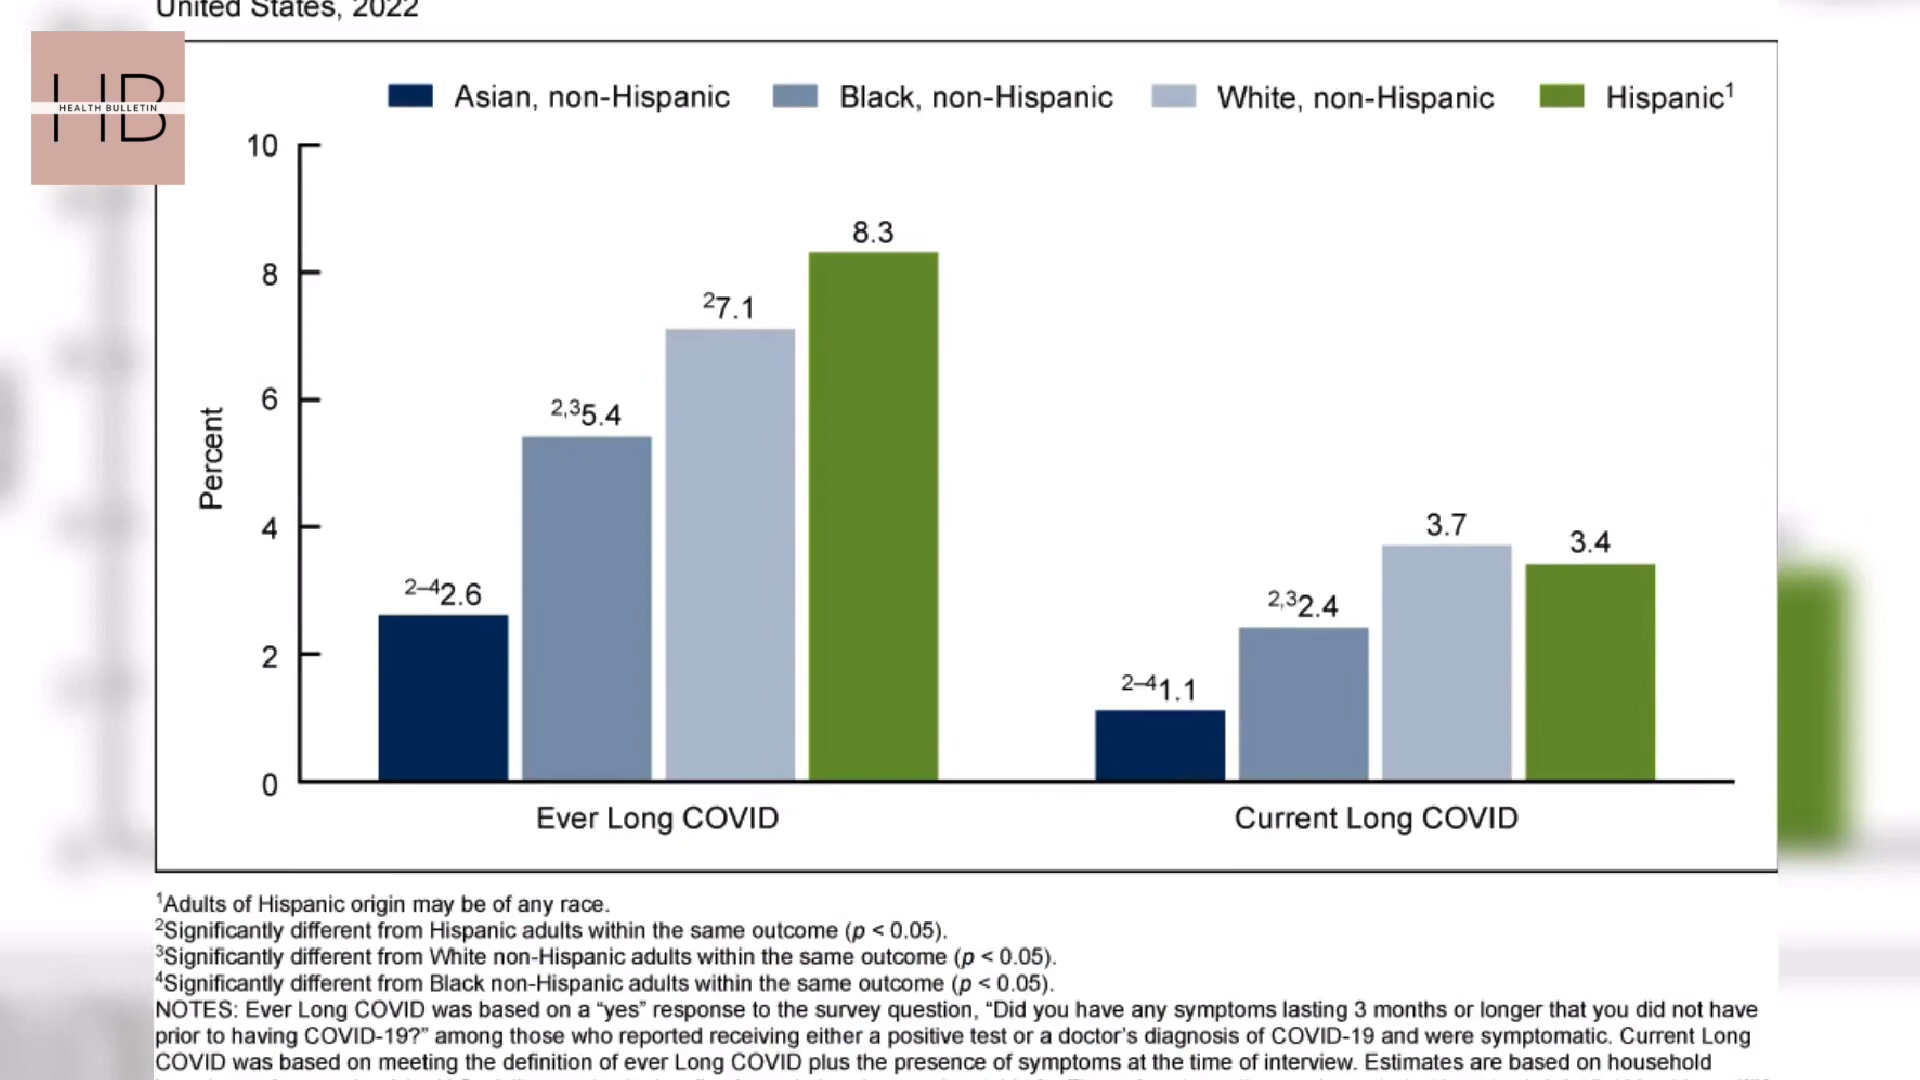 United States, 2022
HB
HEALTH BULLETIN
Asian, non-Hispanic Black, non-Hispanic White, non-Hispanic Hispanic¹
10
8
6
4
2
0
Percent
²⁻⁴2.6
²,³5.4
²7.1
8.3
²⁻⁴1.1
²,³2.4
3.7
3.4
Ever Long COVID Current Long COVID
¹Adults of Hispanic origin may be of any race.
²Significantly different from Hispanic adults within the same outcome (p < 0.05).
³Significantly different from White non-Hispanic adults within the same outcome (p < 0.05).
⁴Significantly different from Black non-Hispanic adults within the same outcome (p < 0.05).
NOTES: Ever Long COVID was based on a “yes” response to the survey question, “Did you have any symptoms lasting 3 months or longer that you did not have
prior to having COVID-19?” among those who reported receiving either a positive test or a doctor’s diagnosis of COVID-19 and were symptomatic. Current Long
COVID was based on meeting the definition of ever Long COVID plus the presence of symptoms at the time of interview. Estimates are based on household